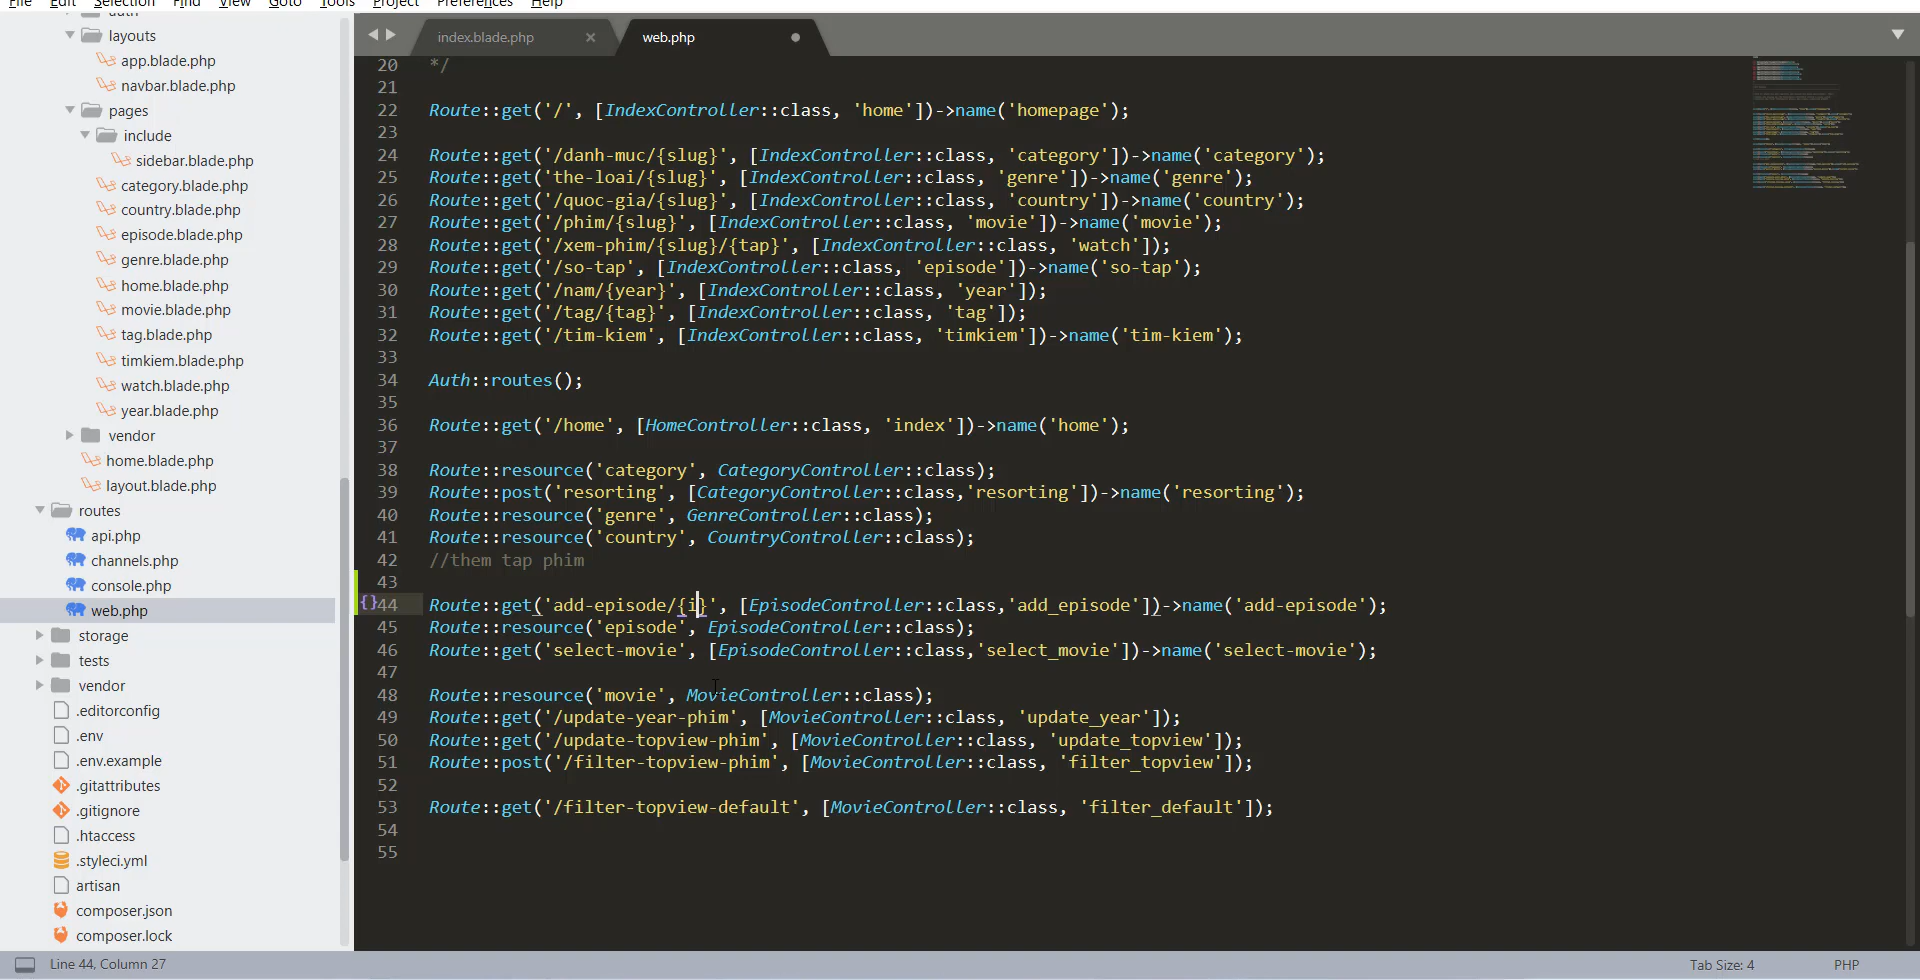 File Edit Selection Find View Goto Tools Project Preferences Help
auth
layouts
app.blade.php
navbar.blade.php
pages
include
sidebar.blade.php
category.blade.php
country.blade.php
episode.blade.php
genre.blade.php
home.blade.php
movie.blade.php
tag.blade.php
timkiem.blade.php
watch.blade.php
year.blade.php
vendor
home.blade.php
layout.blade.php
routes
api.php
channels.php
console.php
web.php
storage
tests
vendor
.editorconfig
.env
.env.example
.gitattributes
.gitignore
.htaccess
.styleci.yml
artisan
composer.json
composer.lock
index.blade.php
web.php
20 */
21
22 Route::get('/', [IndexController::class, 'home'])->name('homepage');
23
24 Route::get('/danh-muc/{slug}', [IndexController::class, 'category'])->name('category');
25 Route::get('the-loai/{slug}', [IndexController::class, 'genre'])->name('genre');
26 Route::get('/quoc-gia/{slug}', [IndexController::class, 'country'])->name('country');
27 Route::get('/phim/{slug}', [IndexController::class, 'movie'])->name('movie');
28 Route::get('/xem-phim/{slug}/{tap}', [IndexController::class, 'watch']);
29 Route::get('/so-tap', [IndexController::class, 'episode'])->name('so-tap');
30 Route::get('/nam/{year}', [IndexController::class, 'year']);
31 Route::get('/tag/{tag}', [IndexController::class, 'tag']);
32 Route::get('/tim-kiem', [IndexController::class, 'timkiem'])->name('tim-kiem');
33
34 Auth::routes();
35
36 Route::get('/home', [HomeController::class, 'index'])->name('home');
37
38 Route::resource('category', CategoryController::class);
39 Route::post('resorting', [CategoryController::class,'resorting'])->name('resorting');
40 Route::resource('genre', GenreController::class);
41 Route::resource('country', CountryController::class);
42 //them tap phim
43
{}44 Route::get('add-episode/{i}', [EpisodeController::class,'add_episode'])->name('add-episode');
45 Route::resource('episode', EpisodeController::class);
46 Route::get('select-movie', [EpisodeController::class,'select_movie'])->name('select-movie');
47
48 Route::resource('movie', MovieController::class);
49 Route::get('/update-year-phim', [MovieController::class, 'update_year']);
50 Route::get('/update-topview-phim', [MovieController::class, 'update_topview']);
51 Route::post('/filter-topview-phim', [MovieController::class, 'filter_topview']);
52
53 Route::get('/filter-topview-default', [MovieController::class, 'filter_default']);
54
55
Line 44, Column 27
Tab Size: 4
PHP